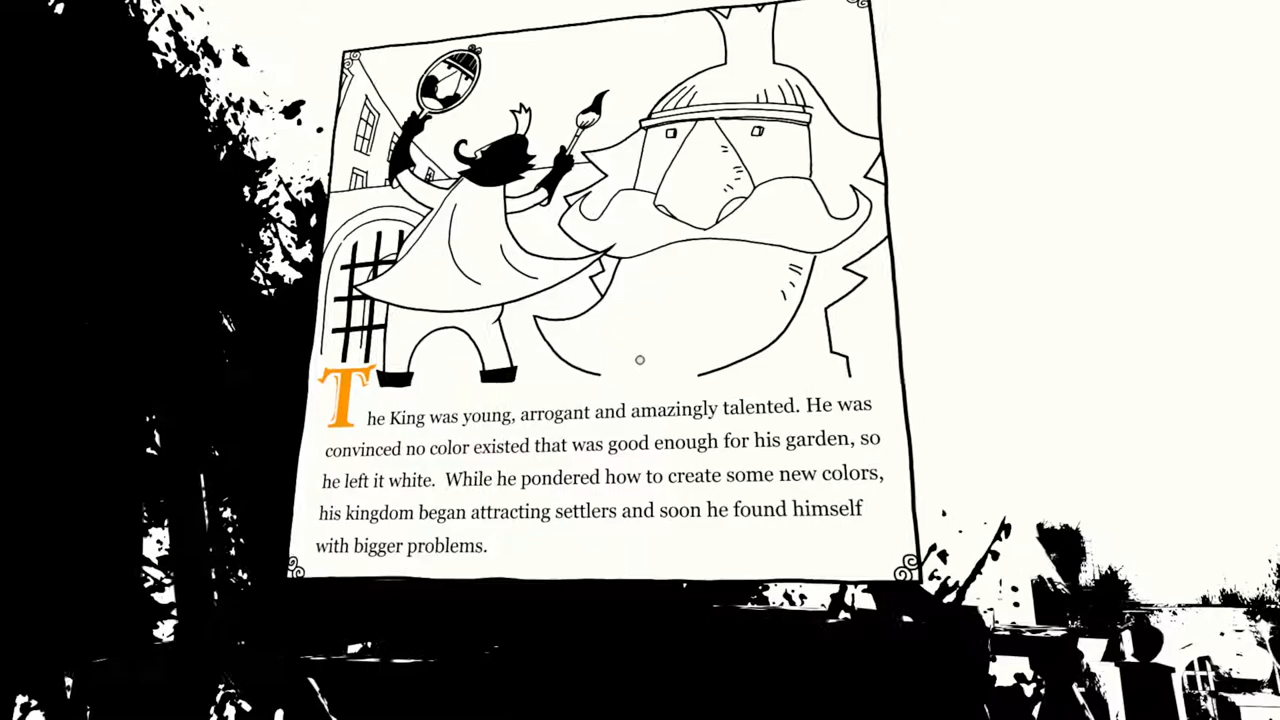 The King was young, arrogant and amazingly talented. He was
convinced no color existed that was good enough for his garden, so
he left it white.  While he pondered how to create some new colors,
his kingdom began attracting settlers and soon he found himself
with bigger problems.